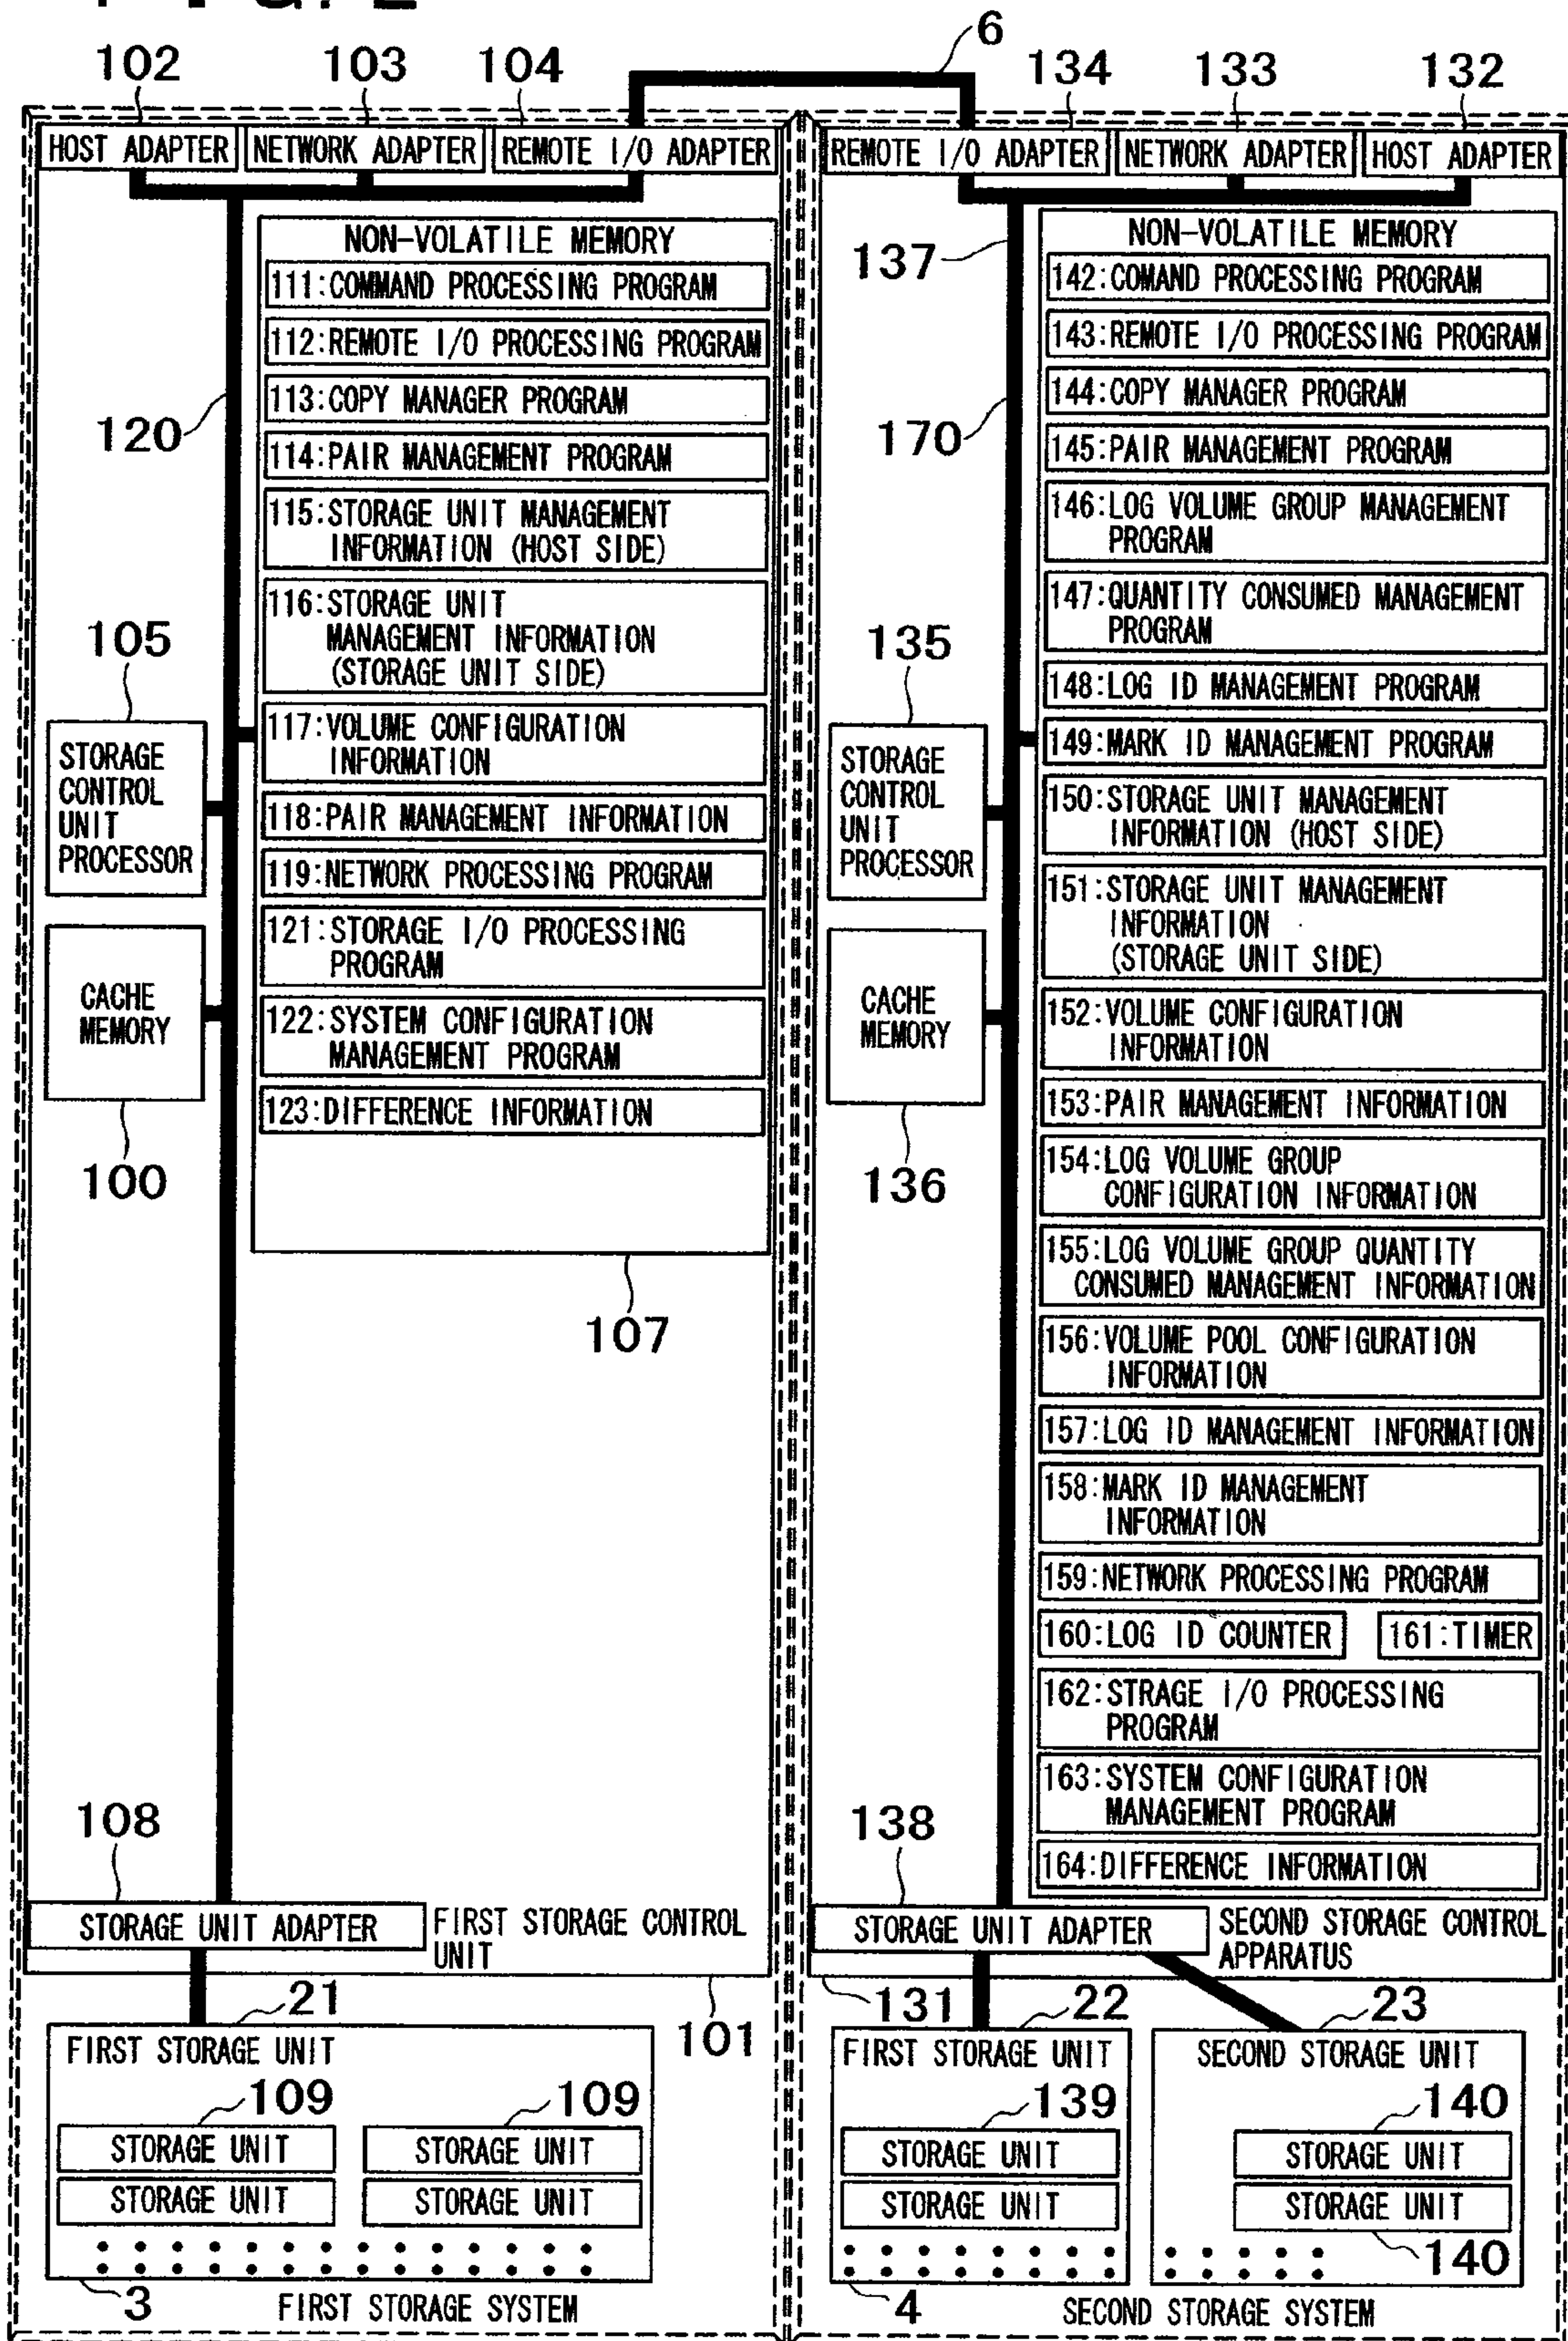 FIG. 2
102
103
104
6
134
133
132
HOST ADAPTER
NETWORK ADAPTER
REMOTE I/O ADAPTER
REMOTE I/O ADAPTER
NETWORK ADAPTER
HOST ADAPTER
NON-VOLATILE MEMORY
111:COMMAND PROCESSING PROGRAM
112:REMOTE I/O PROCESSING PROGRAM
113:COPY MANAGER PROGRAM
114:PAIR MANAGEMENT PROGRAM
115:STORAGE UNIT MANAGEMENT
INFORMATION (HOST SIDE)
116:STORAGE UNIT
MANAGEMENT INFORMATION
(STORAGE UNIT SIDE)
117:VOLUME CONFIGURATION
INFORMATION
118:PAIR MANAGEMENT INFORMATION
119:NETWORK PROCESSING PROGRAM
121:STORAGE I/O PROCESSING
PROGRAM
122:SYSTEM CONFIGURATION
MANAGEMENT PROGRAM
123:DIFFERENCE INFORMATION
107
120
105
STORAGE
CONTROL
UNIT
PROCESSOR
CACHE
MEMORY
100
108
STORAGE UNIT ADAPTER
FIRST STORAGE CONTROL
UNIT
101
21
FIRST STORAGE UNIT
109
109
STORAGE UNIT
STORAGE UNIT
STORAGE UNIT
STORAGE UNIT
3
FIRST STORAGE SYSTEM
NON-VOLATILE MEMORY
142:COMAND PROCESSING PROGRAM
143:REMOTE I/O PROCESSING PROGRAM
144:COPY MANAGER PROGRAM
145:PAIR MANAGEMENT PROGRAM
146:LOG VOLUME GROUP MANAGEMENT
PROGRAM
147:QUANTITY CONSUMED MANAGEMENT
PROGRAM
148:LOG ID MANAGEMENT PROGRAM
149:MARK ID MANAGEMENT PROGRAM
150:STORAGE UNIT MANAGEMENT
INFORMATION (HOST SIDE)
151:STORAGE UNIT MANAGEMENT
INFORMATION
(STORAGE UNIT SIDE)
152:VOLUME CONFIGURATION
INFORMATION
153:PAIR MANAGEMENT INFORMATION
154:LOG VOLUME GROUP
CONFIGURATION INFORMATION
155:LOG VOLUME GROUP QUANTITY
CONSUMED MANAGEMENT INFORMATION
156:VOLUME POOL CONFIGURATION
INFORMATION
157:LOG ID MANAGEMENT INFORMATION
158:MARK ID MANAGEMENT
INFORMATION
159:NETWORK PROCESSING PROGRAM
160:LOG ID COUNTER
161:TIMER
162:STRAGE I/O PROCESSING
PROGRAM
163:SYSTEM CONFIGURATION
MANAGEMENT PROGRAM
164:DIFFERENCE INFORMATION
137
170
135
STORAGE
CONTROL
UNIT
PROCESSOR
CACHE
MEMORY
136
138
STORAGE UNIT ADAPTER
SECOND STORAGE CONTROL
APPARATUS
131
22
23
FIRST STORAGE UNIT
SECOND STORAGE UNIT
139
140
STORAGE UNIT
STORAGE UNIT
STORAGE UNIT
STORAGE UNIT
140
4
SECOND STORAGE SYSTEM